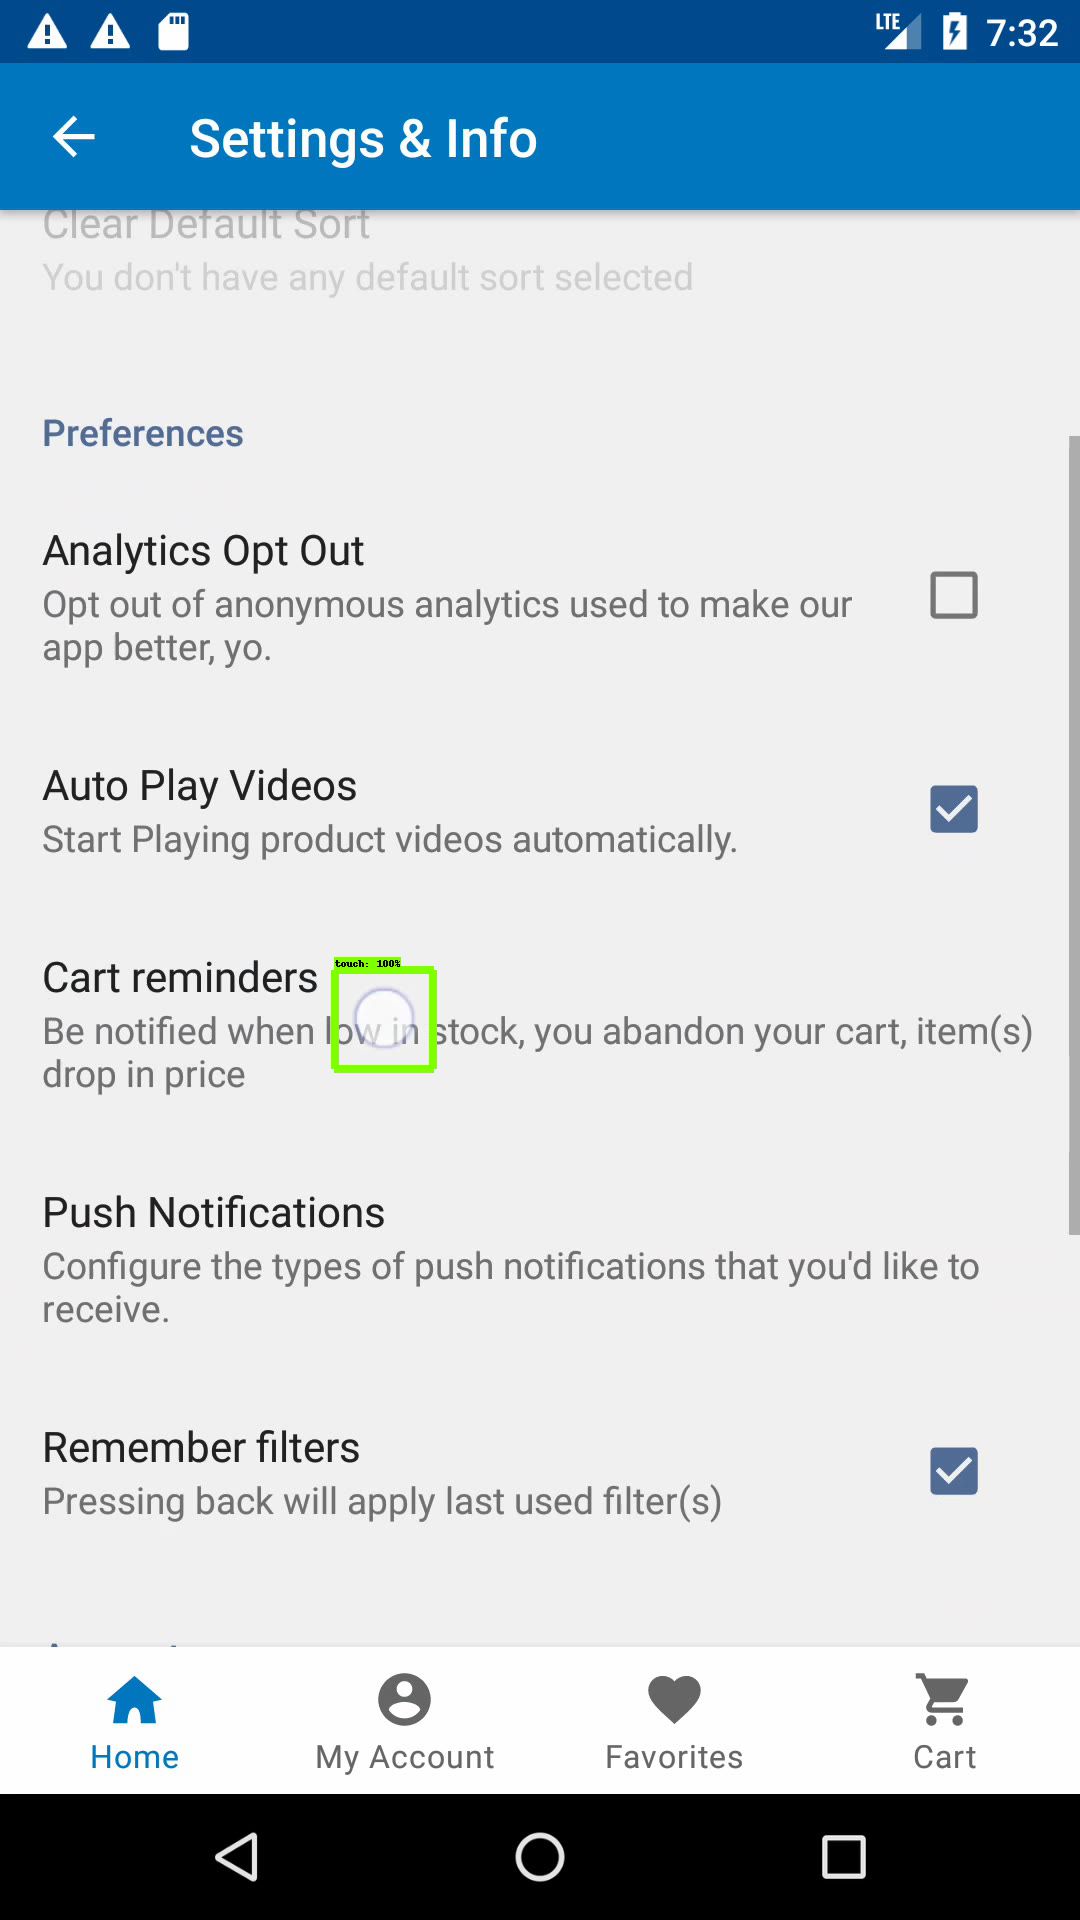 LTE 7:32
Settings & Info
Clear Default Sort
You don't have any default sort selected
Preferences
Analytics Opt Out
Opt out of anonymous analytics used to make our
app better, yo.
Auto Play Videos
Start Playing product videos automatically.
touch: 100%
Cart reminders
Be notified when low in stock, you abandon your cart, item(s)
drop in price
Push Notifications
Configure the types of push notifications that you'd like to
receive.
Remember filters
Pressing back will apply last used filter(s)
Home
My Account
Favorites
Cart